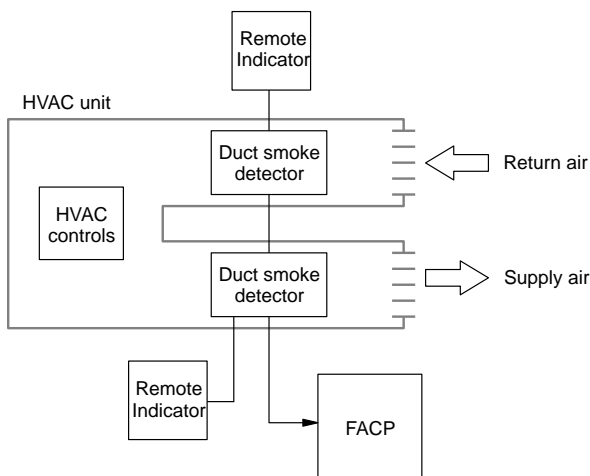 Remote
Indicator
HVAC unit
Duct smoke
detector
Return air
HVAC
controls
Duct smoke
detector
Supply air
Remote
Indicator
FACP